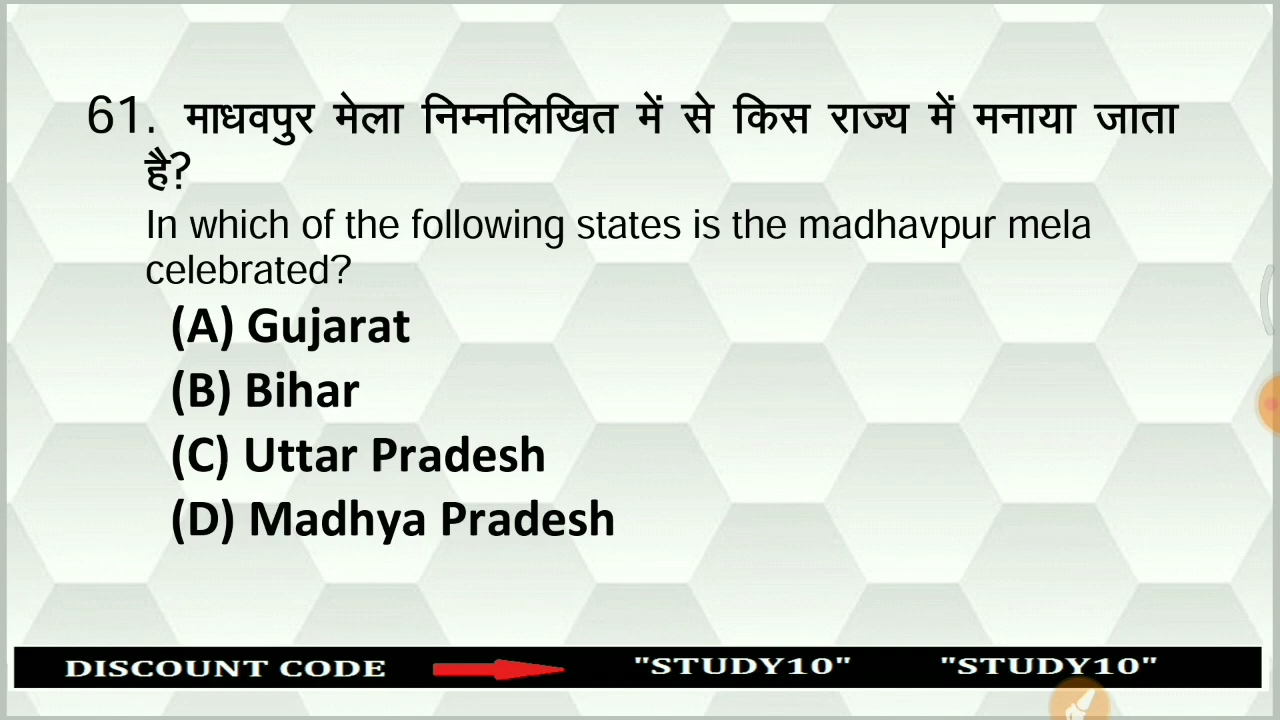 61. माधवपुर मेला निम्नलिखित में से किस राज्य में मनाया जाता
है?
In which of the following states is the madhavpur mela
celebrated?
(A) Gujarat
(B) Bihar
(C) Uttar Pradesh
(D) Madhya Pradesh
DISCOUNT CODE "STUDY10" "STUDY10"